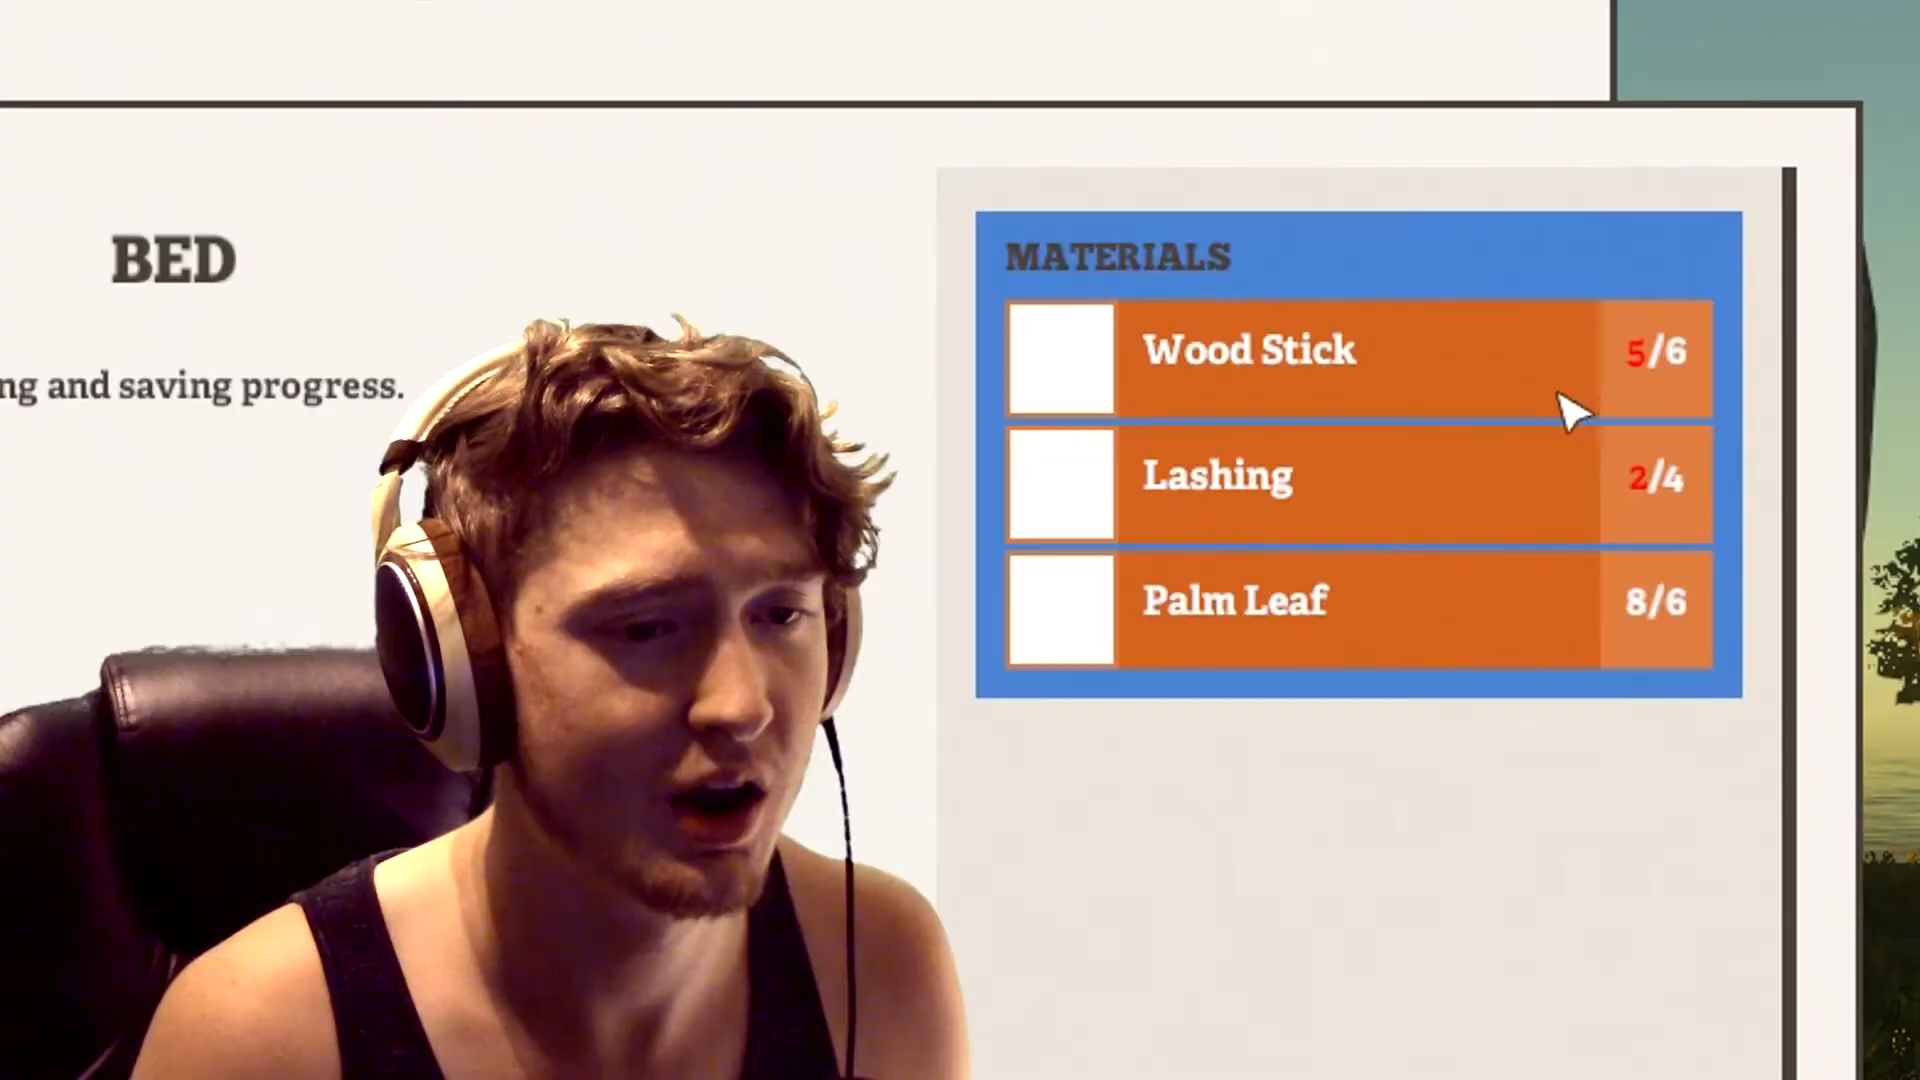 BED
ng and saving progress.
MATERIALS
Wood Stick 5/6
Lashing 2/4
Palm Leaf 8/6